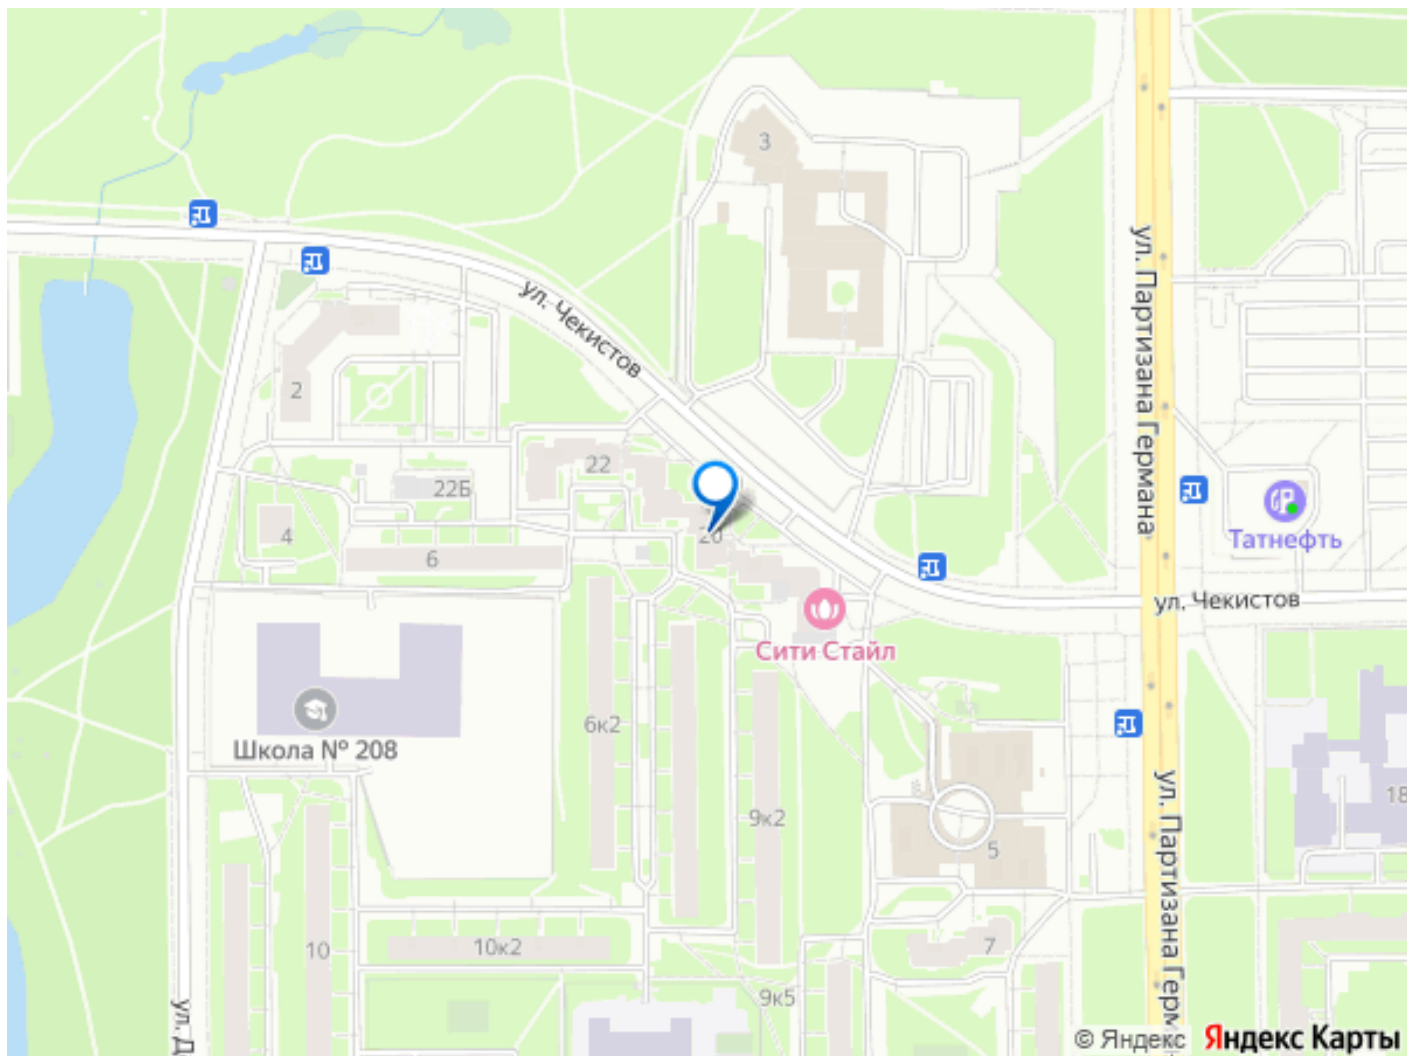 3
ул. Чекистов
ул. Партизана Германа
2
22
22Б
20
4
6
Татнефть
ул. Чекистов
Сити Стайл
6к2
Школа № 208
9к2
18
5
ул. Партизана Герм
10
10к2
7
9к5
ул. Д
© Яндекс Яндекс Карты